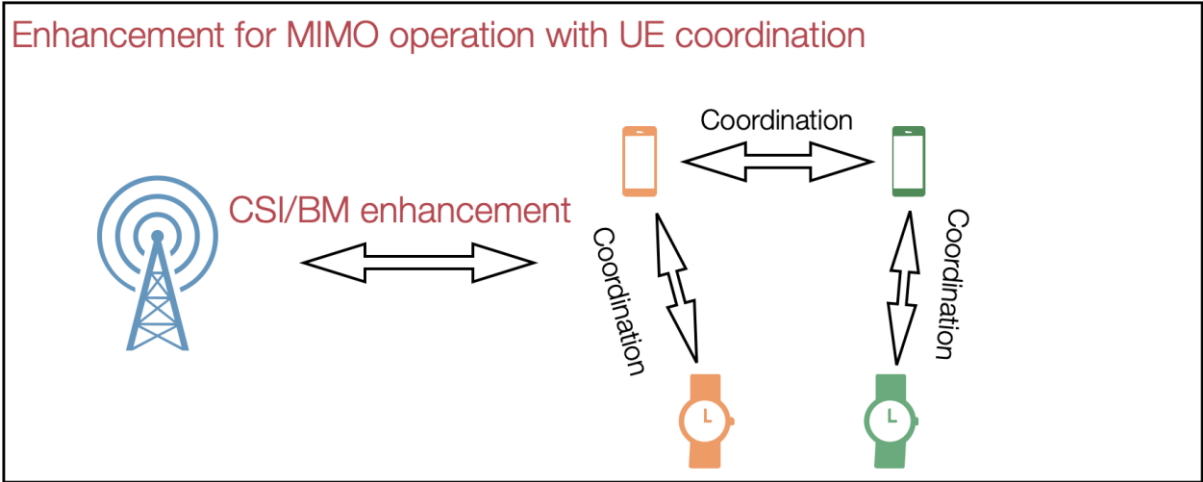 Enhancement for MIMO operation with UE coordination
Coordination
CSI/BM enhancement
Coordination
Coordination